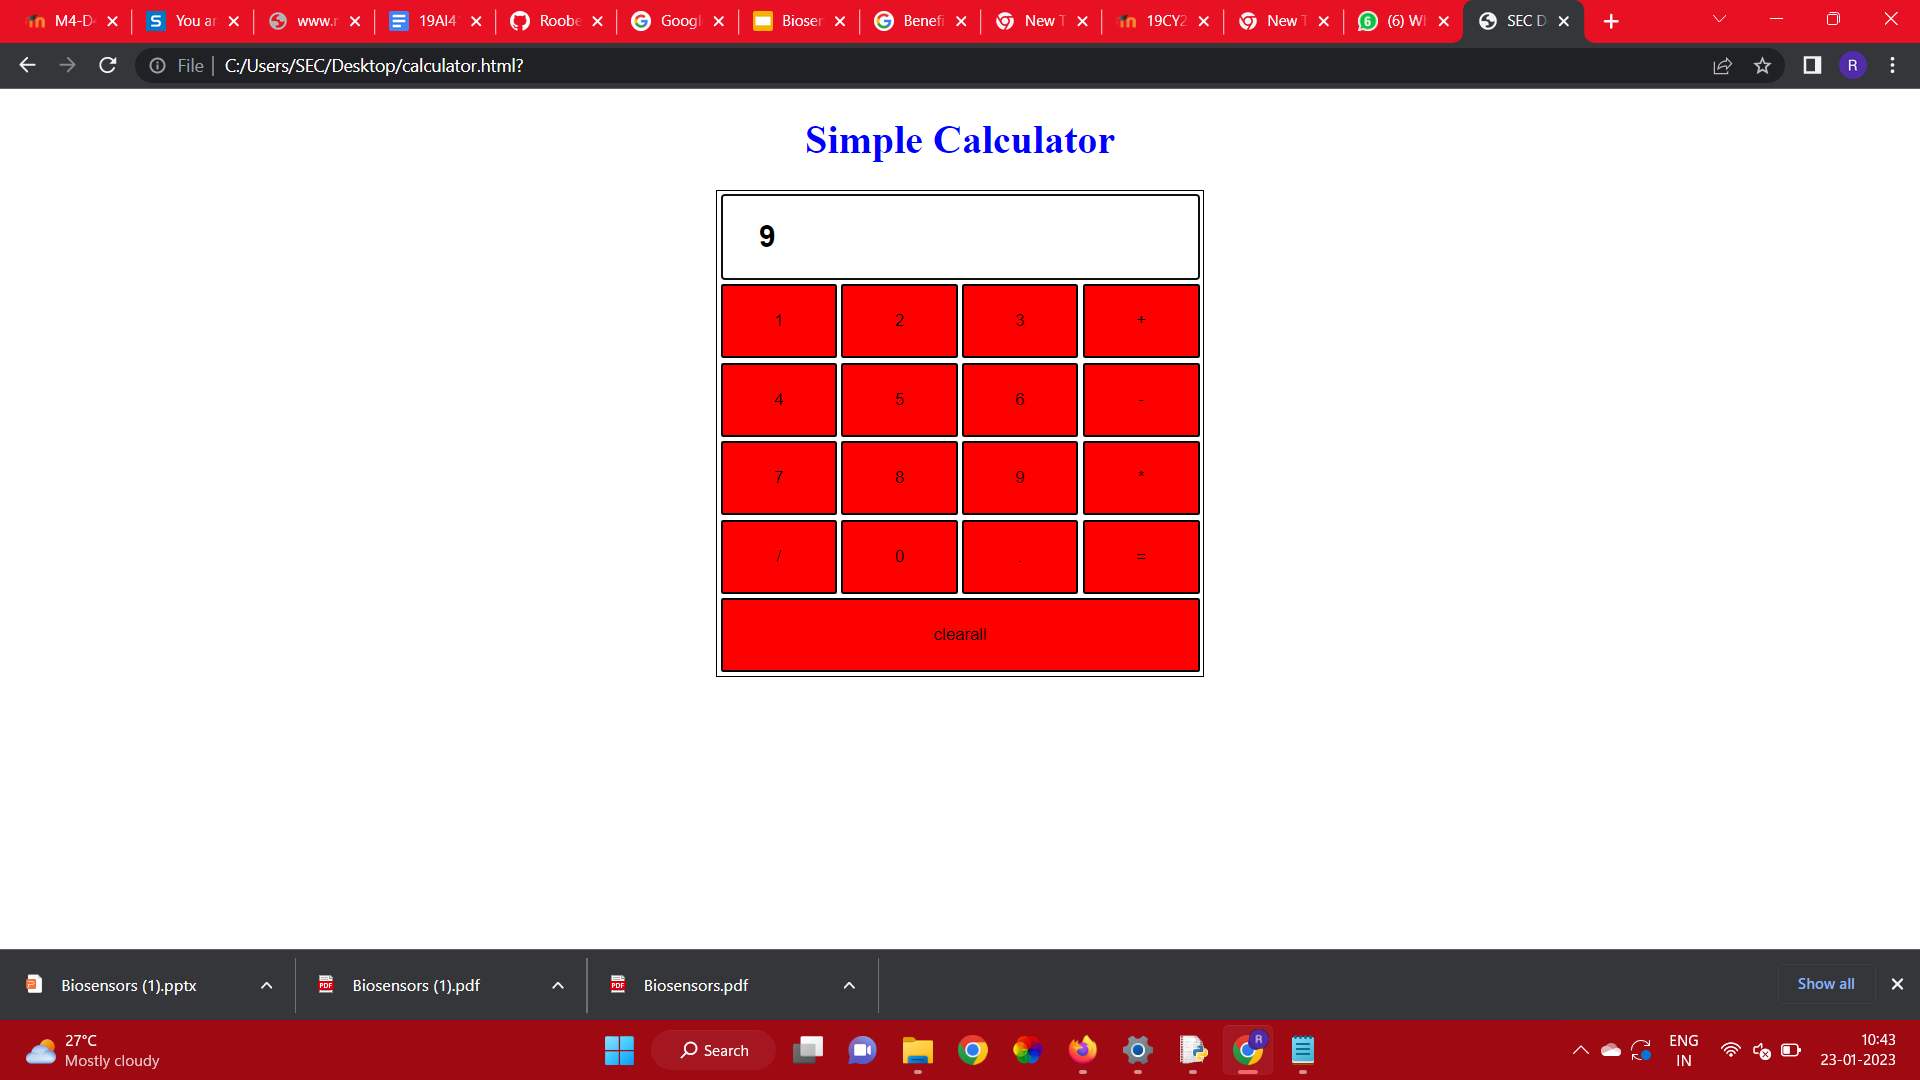 M4-D4 You ar www.r 19AI4 Roobe Googl Biosen Benefi New T 19CY2 New T (6) Wh SEC D
File C:/Users/SEC/Desktop/calculator.html? R
Simple Calculator
9
1 2 3 +
4 5 6 -
7 8 9 *
/ 0 . =
clearall
Biosensors (1).pptx Biosensors (1).pdf Biosensors.pdf Show all
27°C
Mostly cloudy
Search
ENG
IN
10:43
23-01-2023